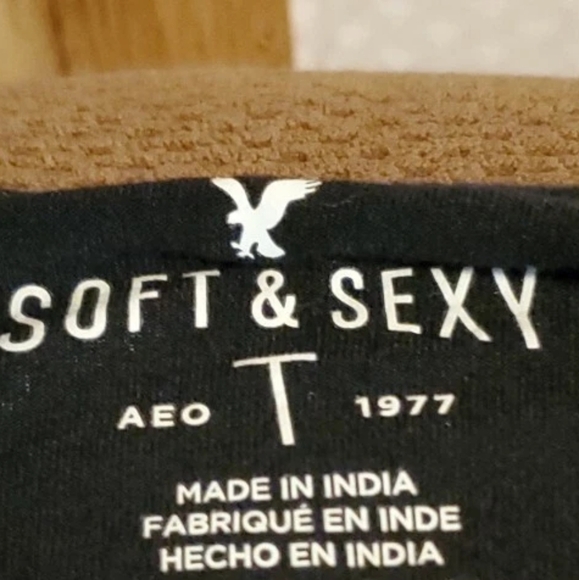 SOFT & SEXY
AEO T 1977
MADE IN INDIA
FABRIQUÉ EN INDE
HECHO EN INDIA